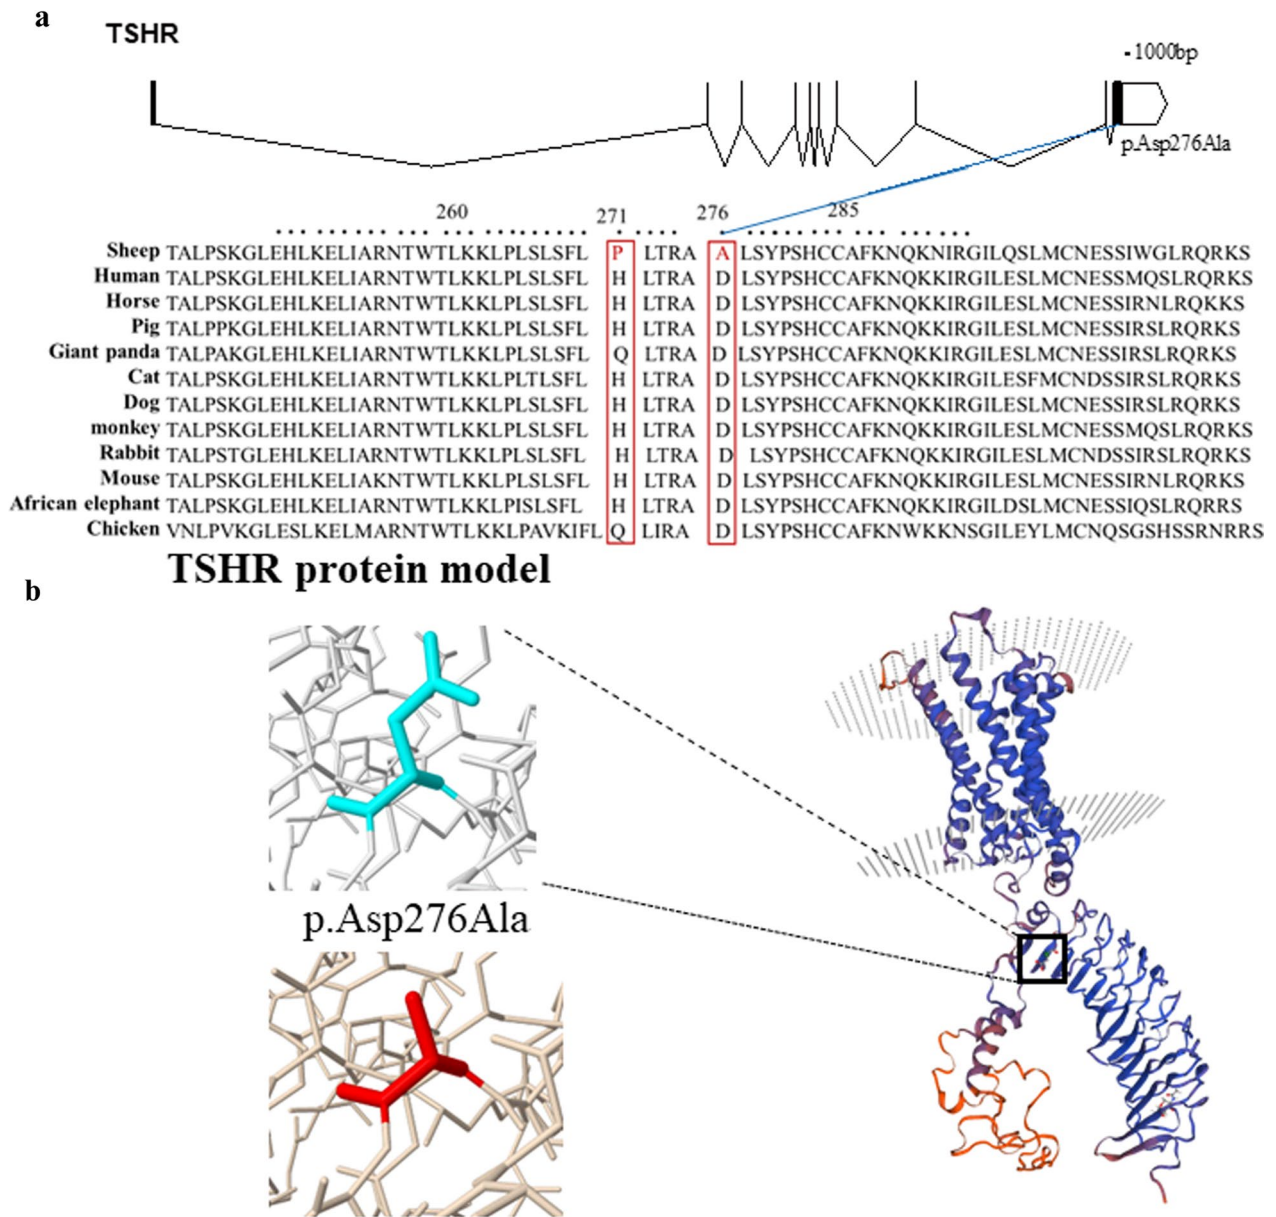 a
TSHR
-1000bp
p.Asp276Ala
260 271 276 285
Sheep TALPSKGLEHLKELIARNTWTLKKLPLSLSFL P LTRA A LSYPSHCCAFKNQKNIRGILQSLMCNESSIWGLRQRKS
Human TALPSKGLEHLKELIARNTWTLKKLPLSLSFL H LTRA D LSYPSHCCAFKNQKKIRGILESLMCNESSMQSLRQRKS
Horse TALPSKGLEHLKELIARNTWTLKKLPLSLSFL H LTRA D LSYPSHCCAFKNQKKIRGILESLMCNESSIRNLRQKKS
Pig TALPPKGLEHLKELIARNTWTLKKLPLSLSFL H LTRA D LSYPSHCCAFKNQKKIRGILESLMCNESSIRSLRQRKS
Giant panda TALPAKGLEHLKELIARNTWTLKKLPLSLSFL Q LTRA D LSYPSHCCAFKNQKKIRGILESLMCNESSIRSLRQRKS
Cat TALPSKGLEHLKELIARNTWTLKKLPLTLSFL H LTRA D LSYPSHCCAFKNQKKIRGILESFMCNDSSIRSLRQRKS
Dog TALPSKGLEHLKELIARNTWTLKKLPLSLSFL H LTRA D LSYPSHCCAFKNQKKIRGILESLMCNESSIRSLRQRKS
monkey TALPSKGLEHLKELIARNTWTLKKLPLSLSFL H LTRA D LSYPSHCCAFKNQKKIRGILESLMCNESSMQSLRQRKS
Rabbit TALPSTGLEHLKELIARNTWTLKKLPLSLSFL H LTRA D LSYPSHCCAFKNQKKIRGILESLMCNDSSIRSLRQRKS
Mouse TALPSKGLEHLKELIAKNTWTLKKLPLSLSFL H LTRA D LSYPSHCCAFKNQKKIRGILESLMCNESSIRNLRQRKS
African elephant TALPSKGLEHLKELIARNTWTLKKLPISLSFL H LTRA D LSYPSHCCAFKNQKKIRGILDSLMCNESSIQSLRQRRS
Chicken VNLPVKGLESLKELMARNTWTLKKLPAVKIFL Q LIRA D LSYPSHCCAFKNWKKNSGILEYLMCNQSGSHSSRNRRS
TSHR protein model
b
p.Asp276Ala